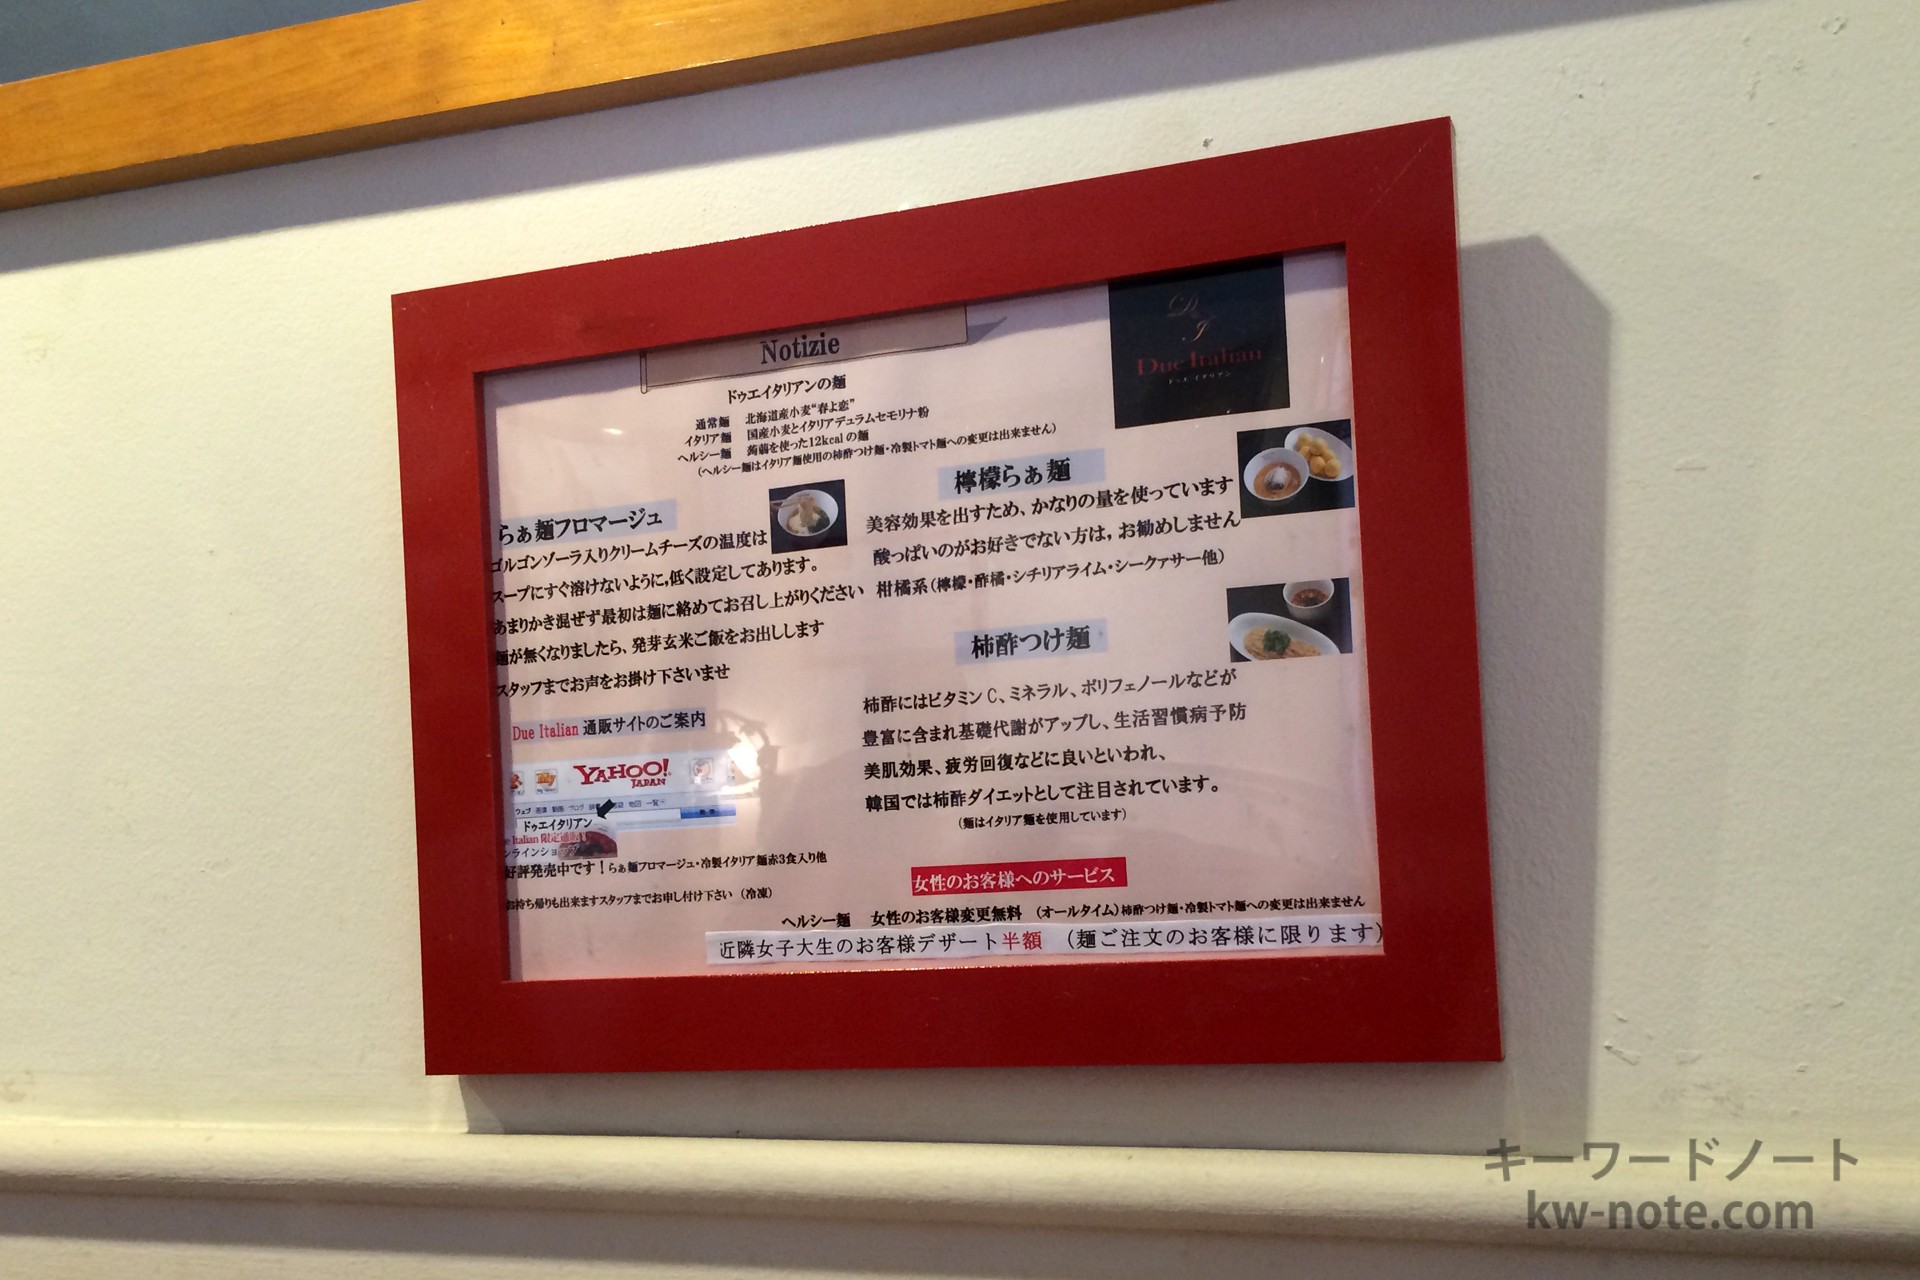 Notizie
ドゥエイタリアンの麺
通常麺 北海道産小麦“春よ恋”
イタリア麺 国産小麦とイタリアデュラムセモリナ粉
ヘルシー麺 蒟蒻を使った12kcalの麺
(ヘルシー麺はイタリア麺使用の柿酢つけ麺・冷製トマト麺への変更は出来ません)
D I
Due Italian
ドゥエイタリアン
らぁ麺フロマージュ
ゴルゴンゾーラ入りクリームチーズの温度は
スープにすぐ溶けないように,低く設定してあります。
あまりかき混ぜず最初は麺に絡めてお召し上がりください
麺が無くなりましたら、発芽玄米ご飯をお出しします
スタッフまでお声をお掛け下さいませ
Due Italian 通販サイトのご案内
YAHOO!
JAPAN
ウェブ 画像 動画 ブログ 地図 一覧
ドゥエイタリアン
Italian 限定通販
ンラインショップ
好評発売中です!らぁ麺フロマージュ・冷製イタリア麺赤3食入り他
お持ち帰りも出来ますスタッフまでお申し付け下さい (冷凍)
檸檬らぁ麺
美容効果を出すため、かなりの量を使っています
酸っぱいのがお好きでない方は,お勧めしません
柑橘系(檸檬・酢橘・シチリアライム・シークァサー他)
柿酢つけ麺
柿酢にはビタミンC、ミネラル、ポリフェノールなどが
豊富に含まれ基礎代謝がアップし、生活習慣病予防
美肌効果、疲労回復などに良いといわれ、
韓国では柿酢ダイエットとして注目されています。
(麺はイタリア麺を使用しています)
女性のお客様へのサービス
ヘルシー麺 女性のお客様変更無料 (オールタイム)柿酢つけ麺・冷製トマト麺への変更は出来ません
近隣女子大生のお客様デザート半額 (麺ご注文のお客様に限ります)
キーワードノート
kw-note.com